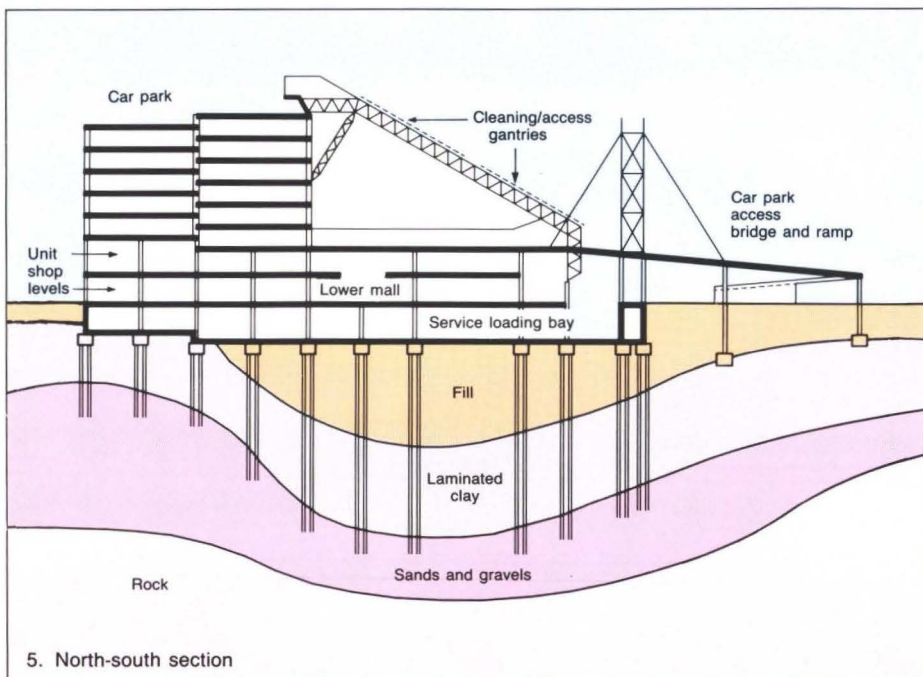 Car park
Cleaning/access
gantries
Car park
access
bridge and ramp
Unit
shop
levels
Lower mall
Service loading bay
Fill
Laminated
clay
Sands and gravels
Rock
5. North-south section